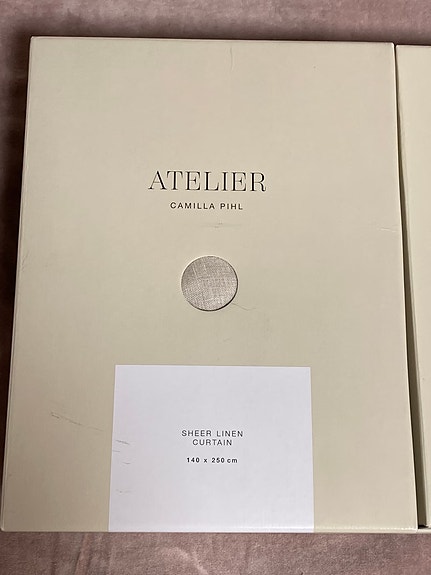 ATELIER
CAMILLA PIHL
SHEER LINEN
CURTAIN
140 x 250 cm